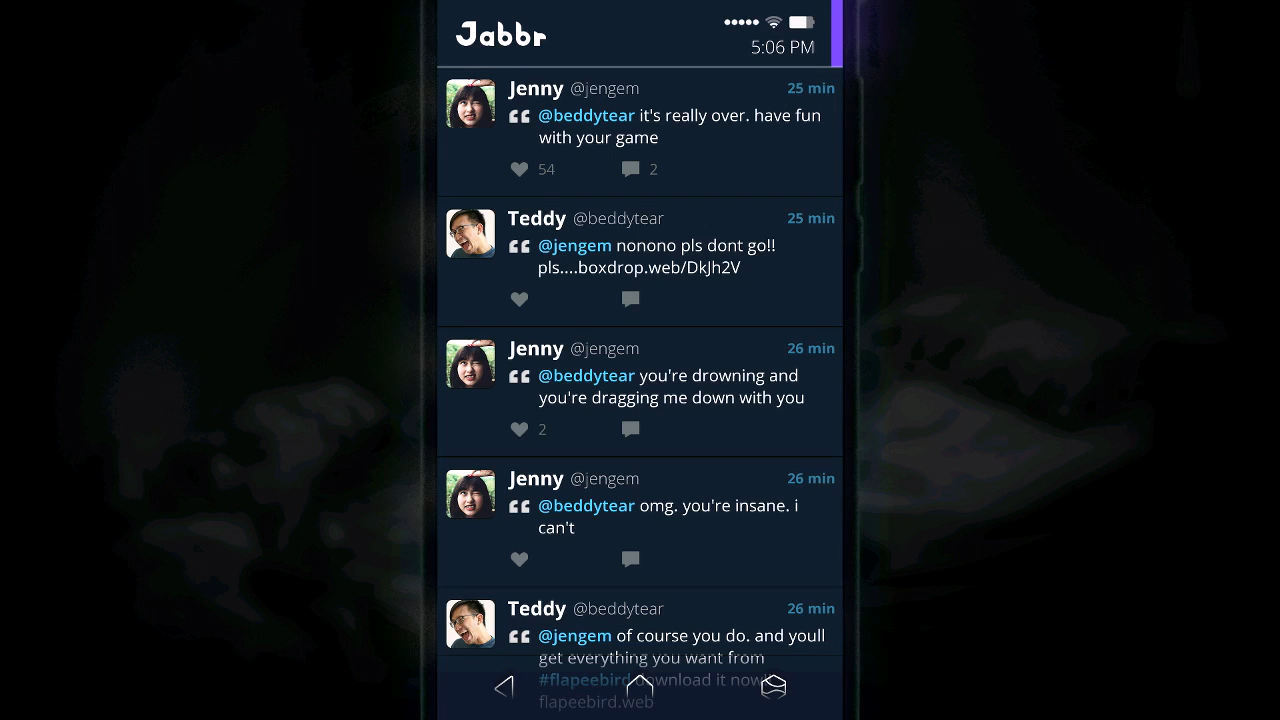 Jabbr
5:06 PM
Jenny @jengem 25 min
@beddytear it's really over. have fun
with your game
54 2
Teddy @beddytear 25 min
@jengem nonono pls dont go!!
pls....boxdrop.web/DkJh2V
Jenny @jengem 26 min
@beddytear you're drowning and
you're dragging me down with you
2
Jenny @jengem 26 min
@beddytear omg. you're insane. i
can't
Teddy @beddytear 26 min
@jengem of course you do. and youll
get everything you want from
#flapeebird download it now!
flapeebird.web